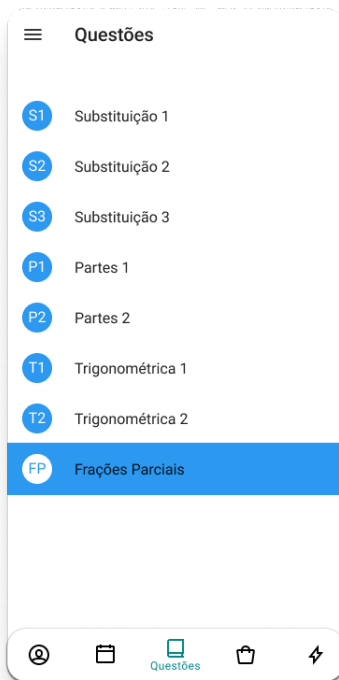 Questões
S1 Substituição 1
S2 Substituição 2
S3 Substituição 3
P1 Partes 1
P2 Partes 2
T1 Trigonométrica 1
T2 Trigonométrica 2
FP Frações Parciais
Questões